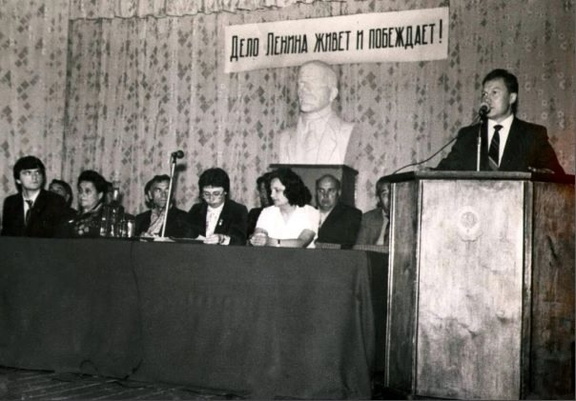 Дело Ленина живет и побеждает!